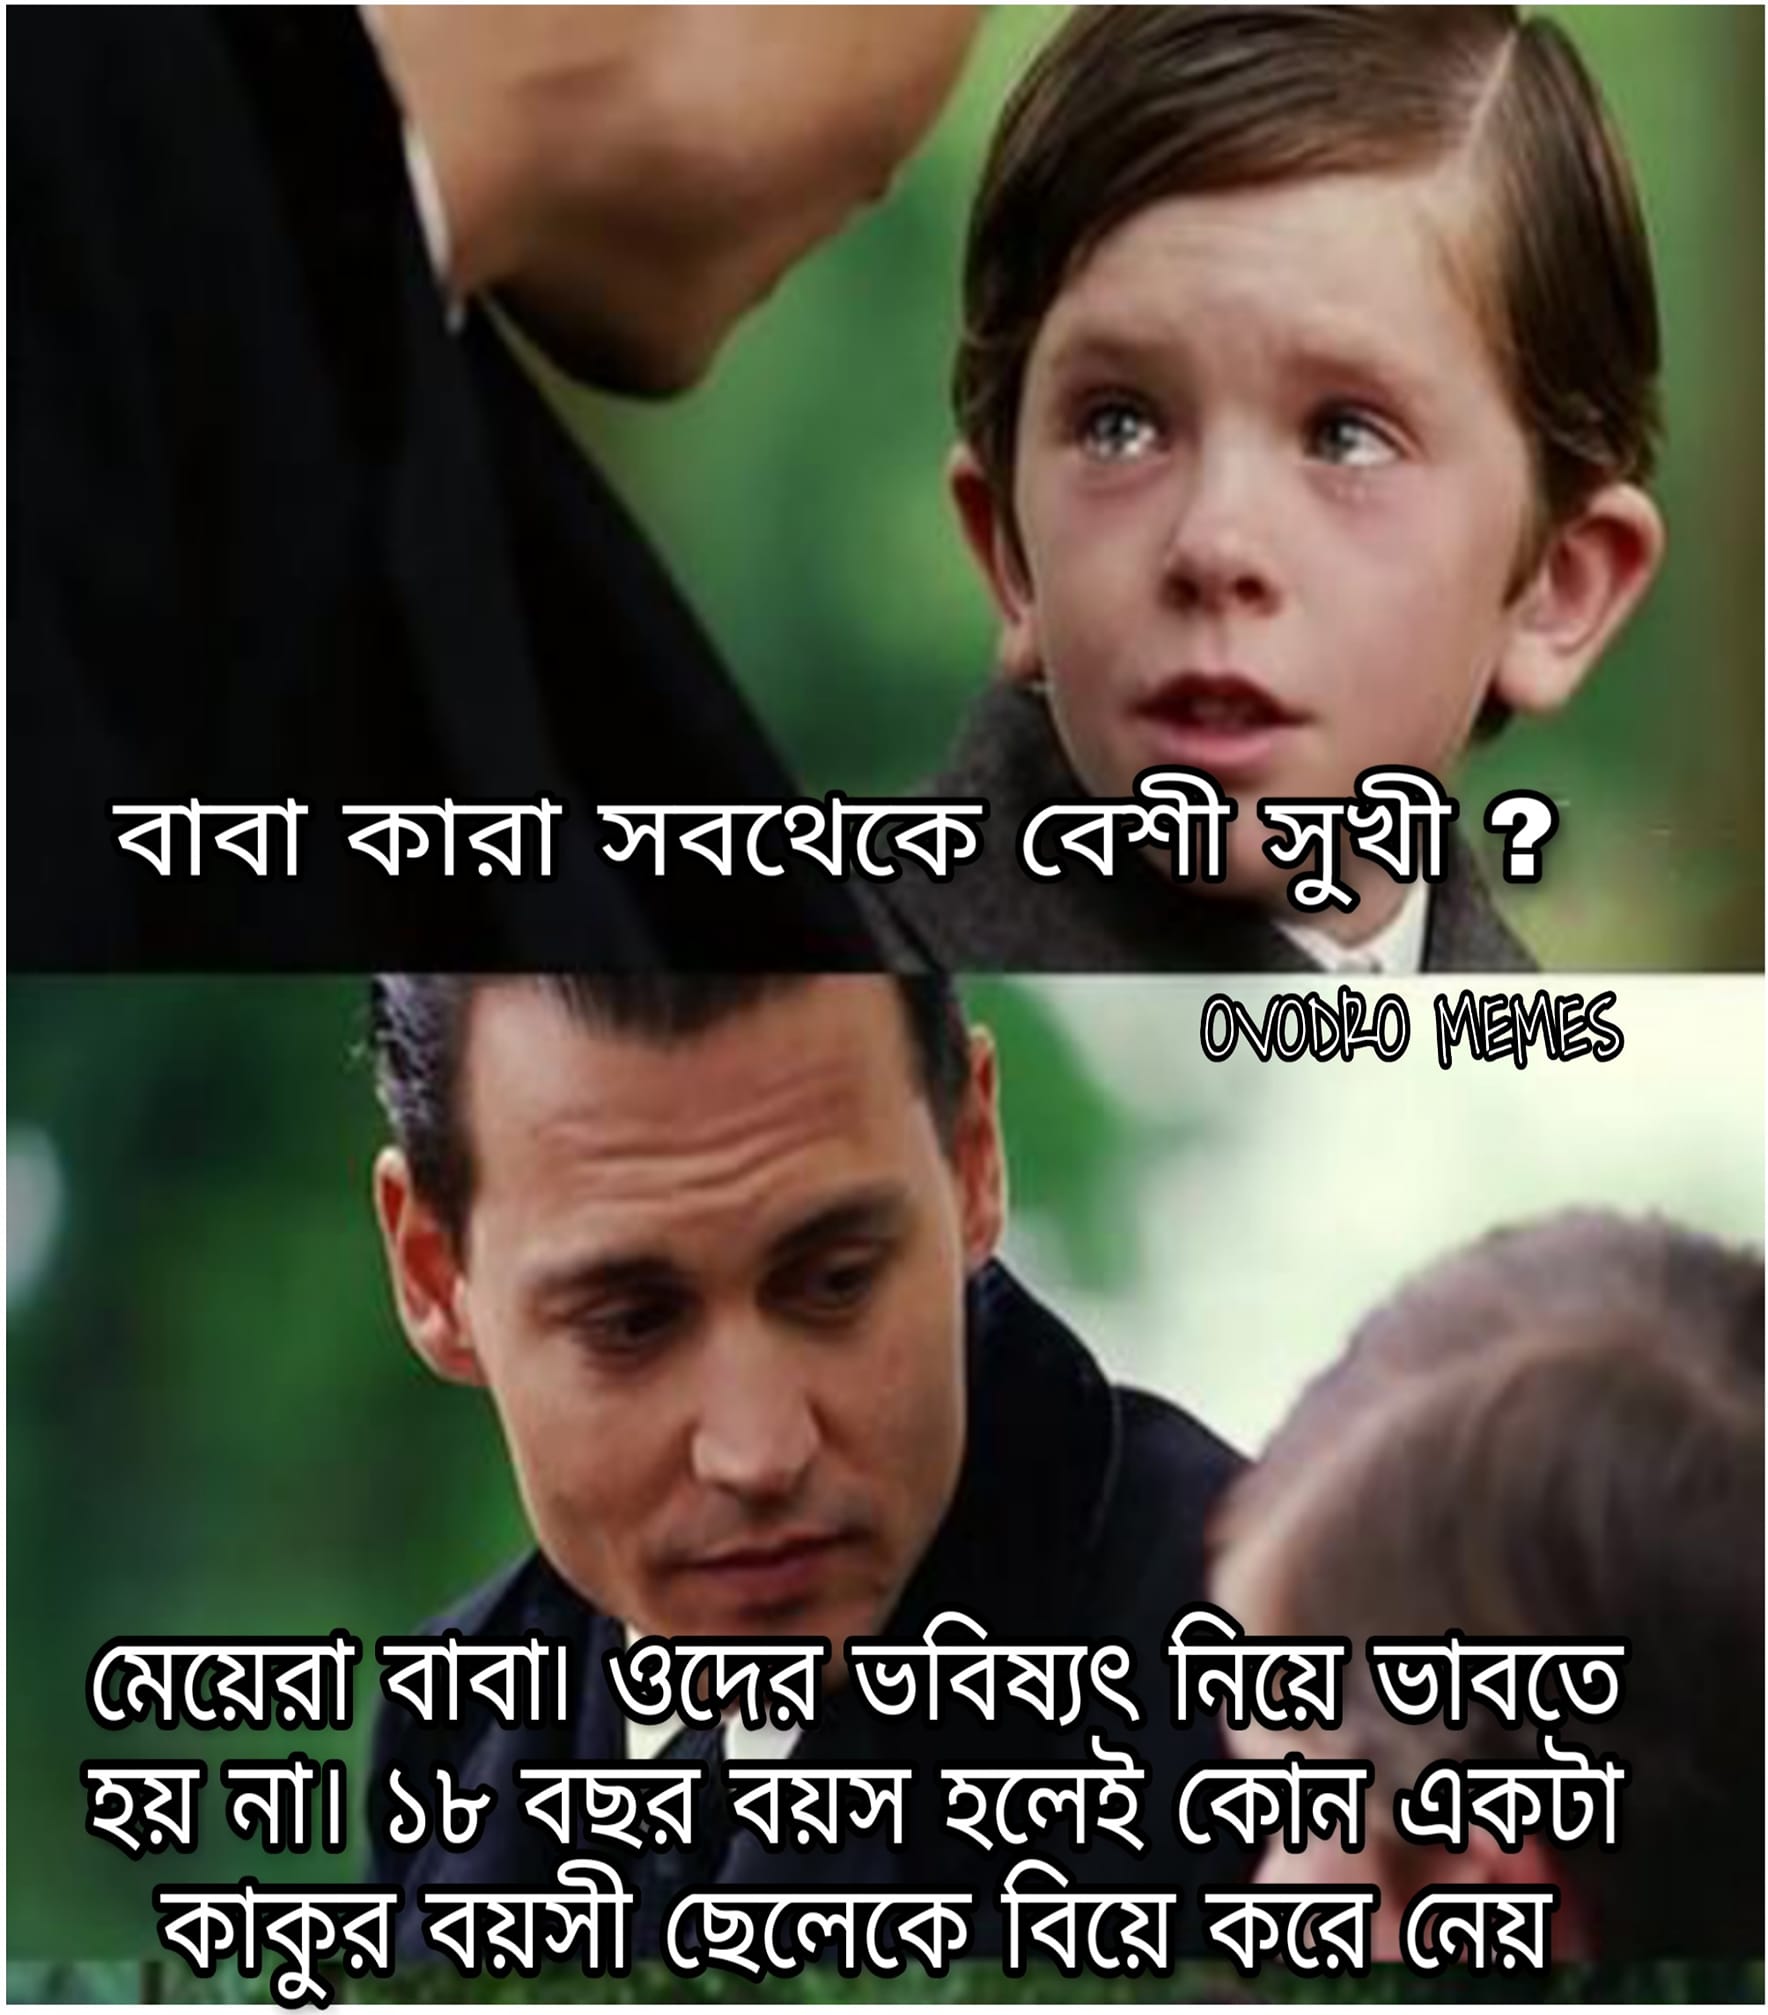 বাবা কারা সবথেকে বেশী সুখী ?
OVODRO MEMES
মেয়েরা বাবা। ওদের ভবিষ্যৎ নিয়ে ভাবতে
হয় না। ১৮ বছর বয়স হলেই কোন একটা
কাকুর বয়সী ছেলেকে বিয়ে করে নেয়